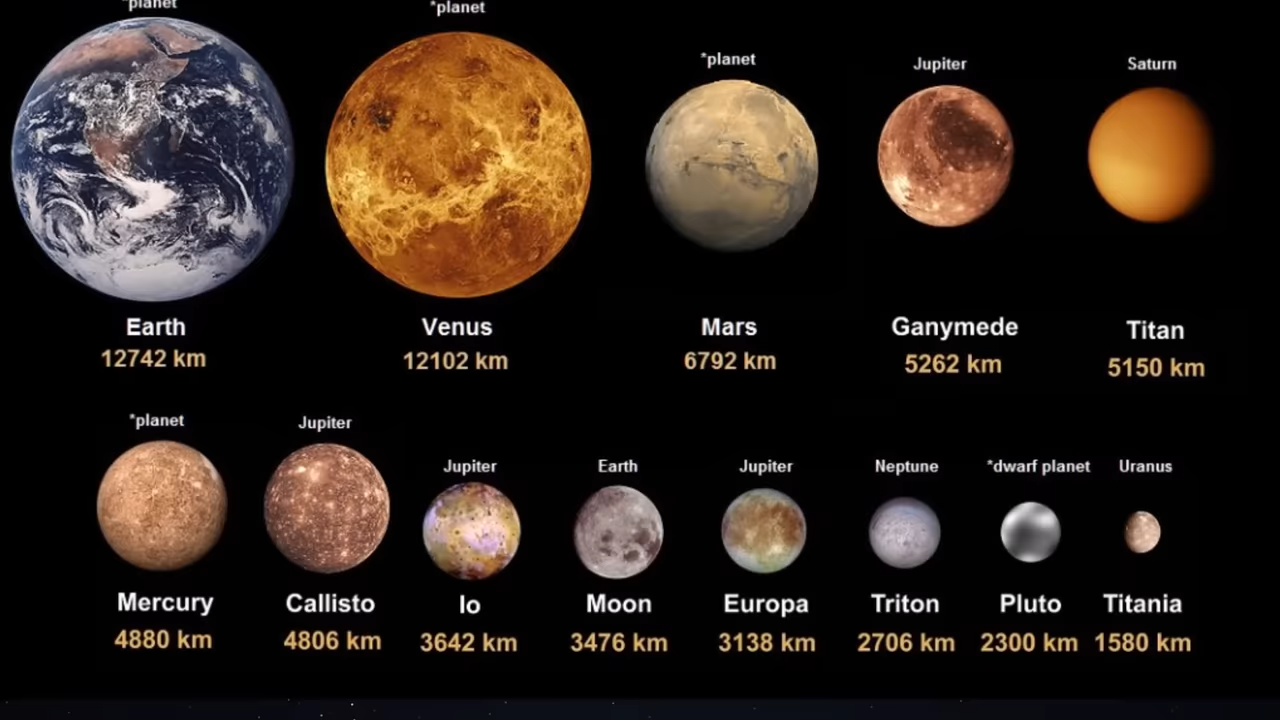 *planet
*planet
*planet
Jupiter
Saturn
Earth
Venus
Mars
Ganymede
Titan
12742 km
12102 km
6792 km
5262 km
5150 km
*planet
Jupiter
Jupiter
Earth
Jupiter
Neptune
*dwarf planet
Uranus
Mercury
Callisto
Io
Moon
Europa
Triton
Pluto
Titania
4880 km
4806 km
3642 km
3476 km
3138 km
2706 km
2300 km
1580 km